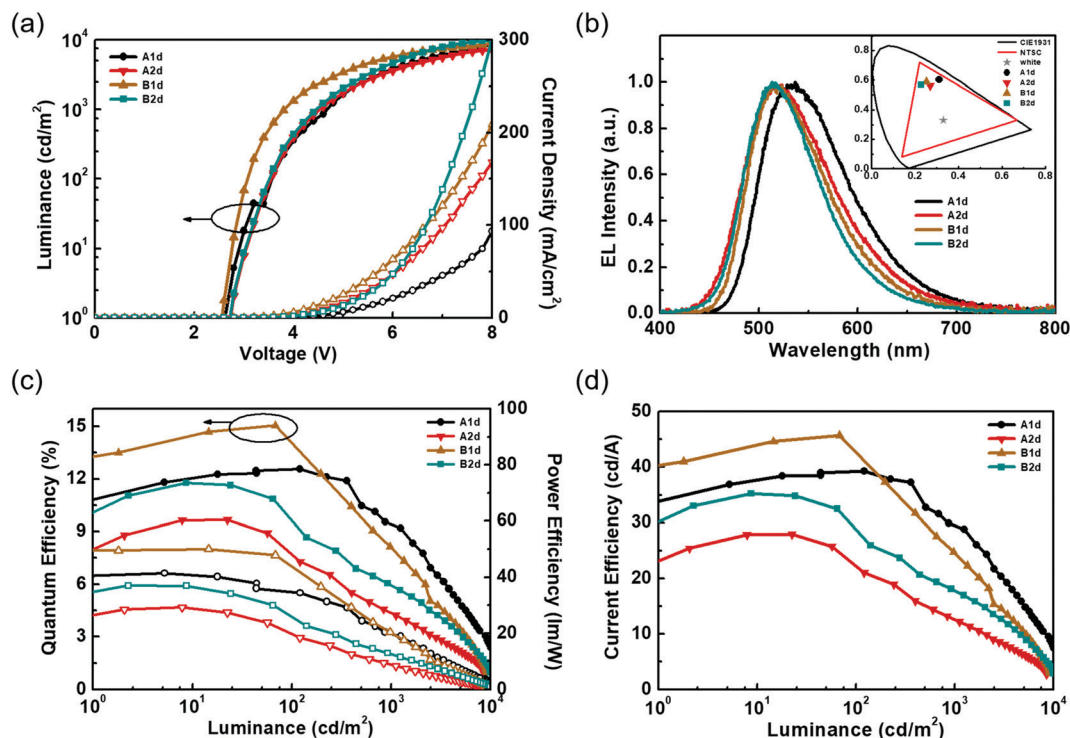 (a)
10⁴
10³
10²
10¹
10⁰
Luminance (cd/m²)
A1d
A2d
B1d
B2d
0 2 4 6 8
Voltage (V)
300
200
100
0
Current Density (mA/cm²)
(b)
1.0
0.8
0.6
0.4
0.2
0.0
EL Intensity (a.u.)
0.8
0.6
0.4
0.2
0.0
0.0 0.2 0.4 0.6 0.8
CIE1931
NTSC
white
A1d
A2d
B1d
B2d
A1d
A2d
B1d
B2d
400 500 600 700 800
Wavelength (nm)
(c)
15
12
9
6
3
0
Quantum Efficiency (%)
A1d
A2d
B1d
B2d
100
80
60
40
20
0
Power Efficiency (lm/W)
10⁰ 10¹ 10² 10³ 10⁴
Luminance (cd/m²)
(d)
50
40
30
20
10
0
Current Efficiency (cd/A)
A1d
A2d
B1d
B2d
10⁰ 10¹ 10² 10³ 10⁴
Luminance (cd/m²)